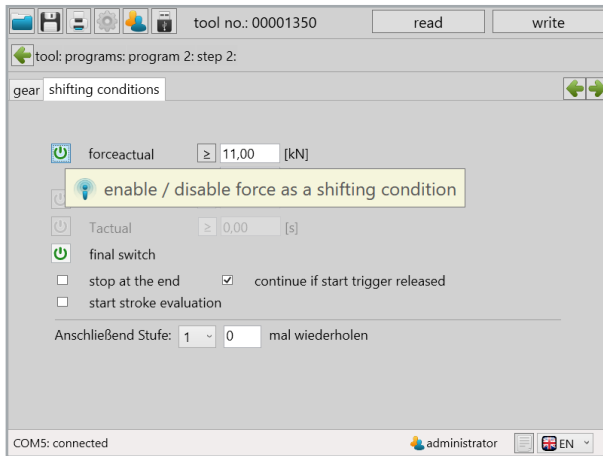 tool no.: 00001350 read write
tool: programs: program 2: step 2:
gear shifting conditions
forceactual ≥ 11,00 [kN]
enable / disable force as a shifting condition
Tactual ≥ 0,00 [s]
final switch
stop at the end continue if start trigger released
start stroke evaluation
Anschließend Stufe: 1 0 mal wiederholen
COM5: connected administrator EN